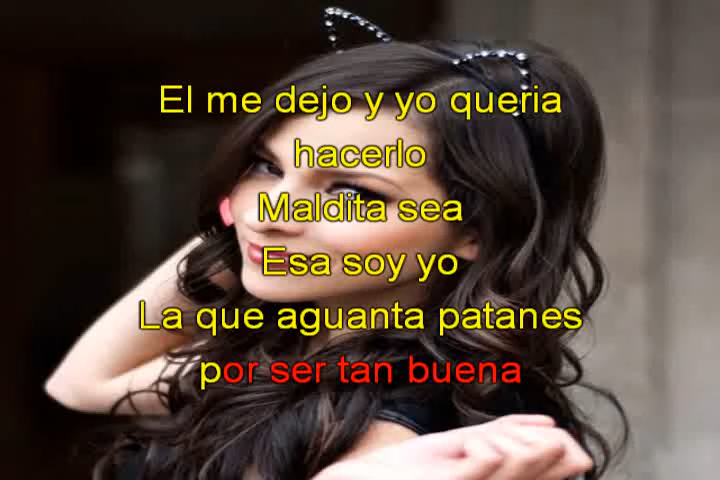 El me dejo y yo queria
hacerlo
Maldita sea
Esa soy yo
La que aguanta patanes
por ser tan buena